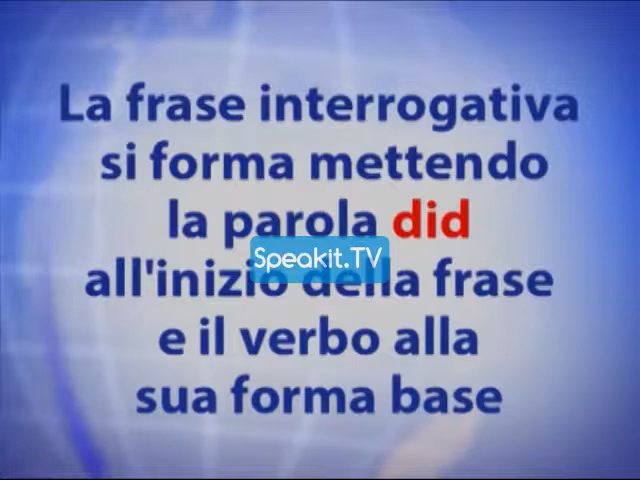 La frase interrogativa
si forma mettendo
la parola did
Speakit.TV
all'inizio della frase
e il verbo alla
sua forma base